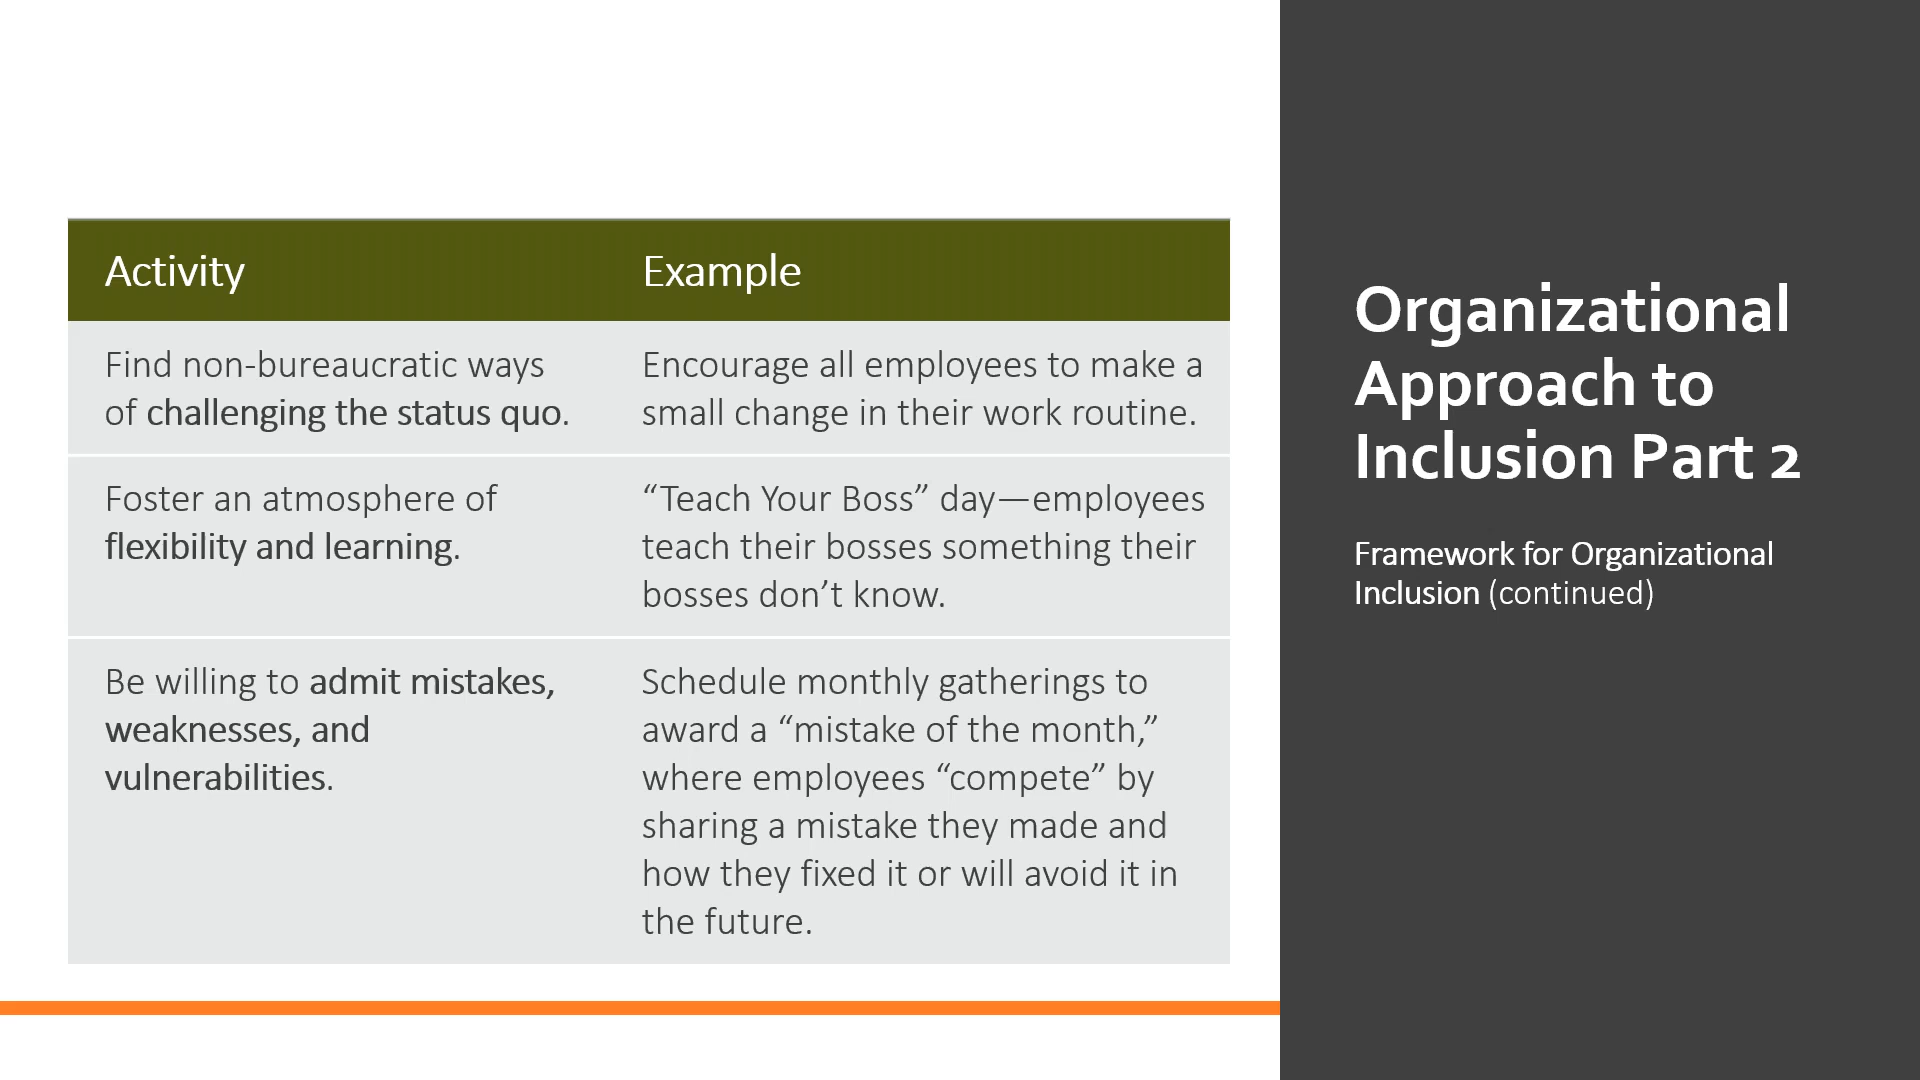 Activity
Example
Find non-bureaucratic ways
of challenging the status quo.
Encourage all employees to make a
small change in their work routine.
Foster an atmosphere of
flexibility and learning.
“Teach Your Boss” day—employees
teach their bosses something their
bosses don’t know.
Be willing to admit mistakes,
weaknesses, and
vulnerabilities.
Schedule monthly gatherings to
award a “mistake of the month,”
where employees “compete” by
sharing a mistake they made and
how they fixed it or will avoid it in
the future.
Organizational
Approach to
Inclusion Part 2
Framework for Organizational
Inclusion (continued)